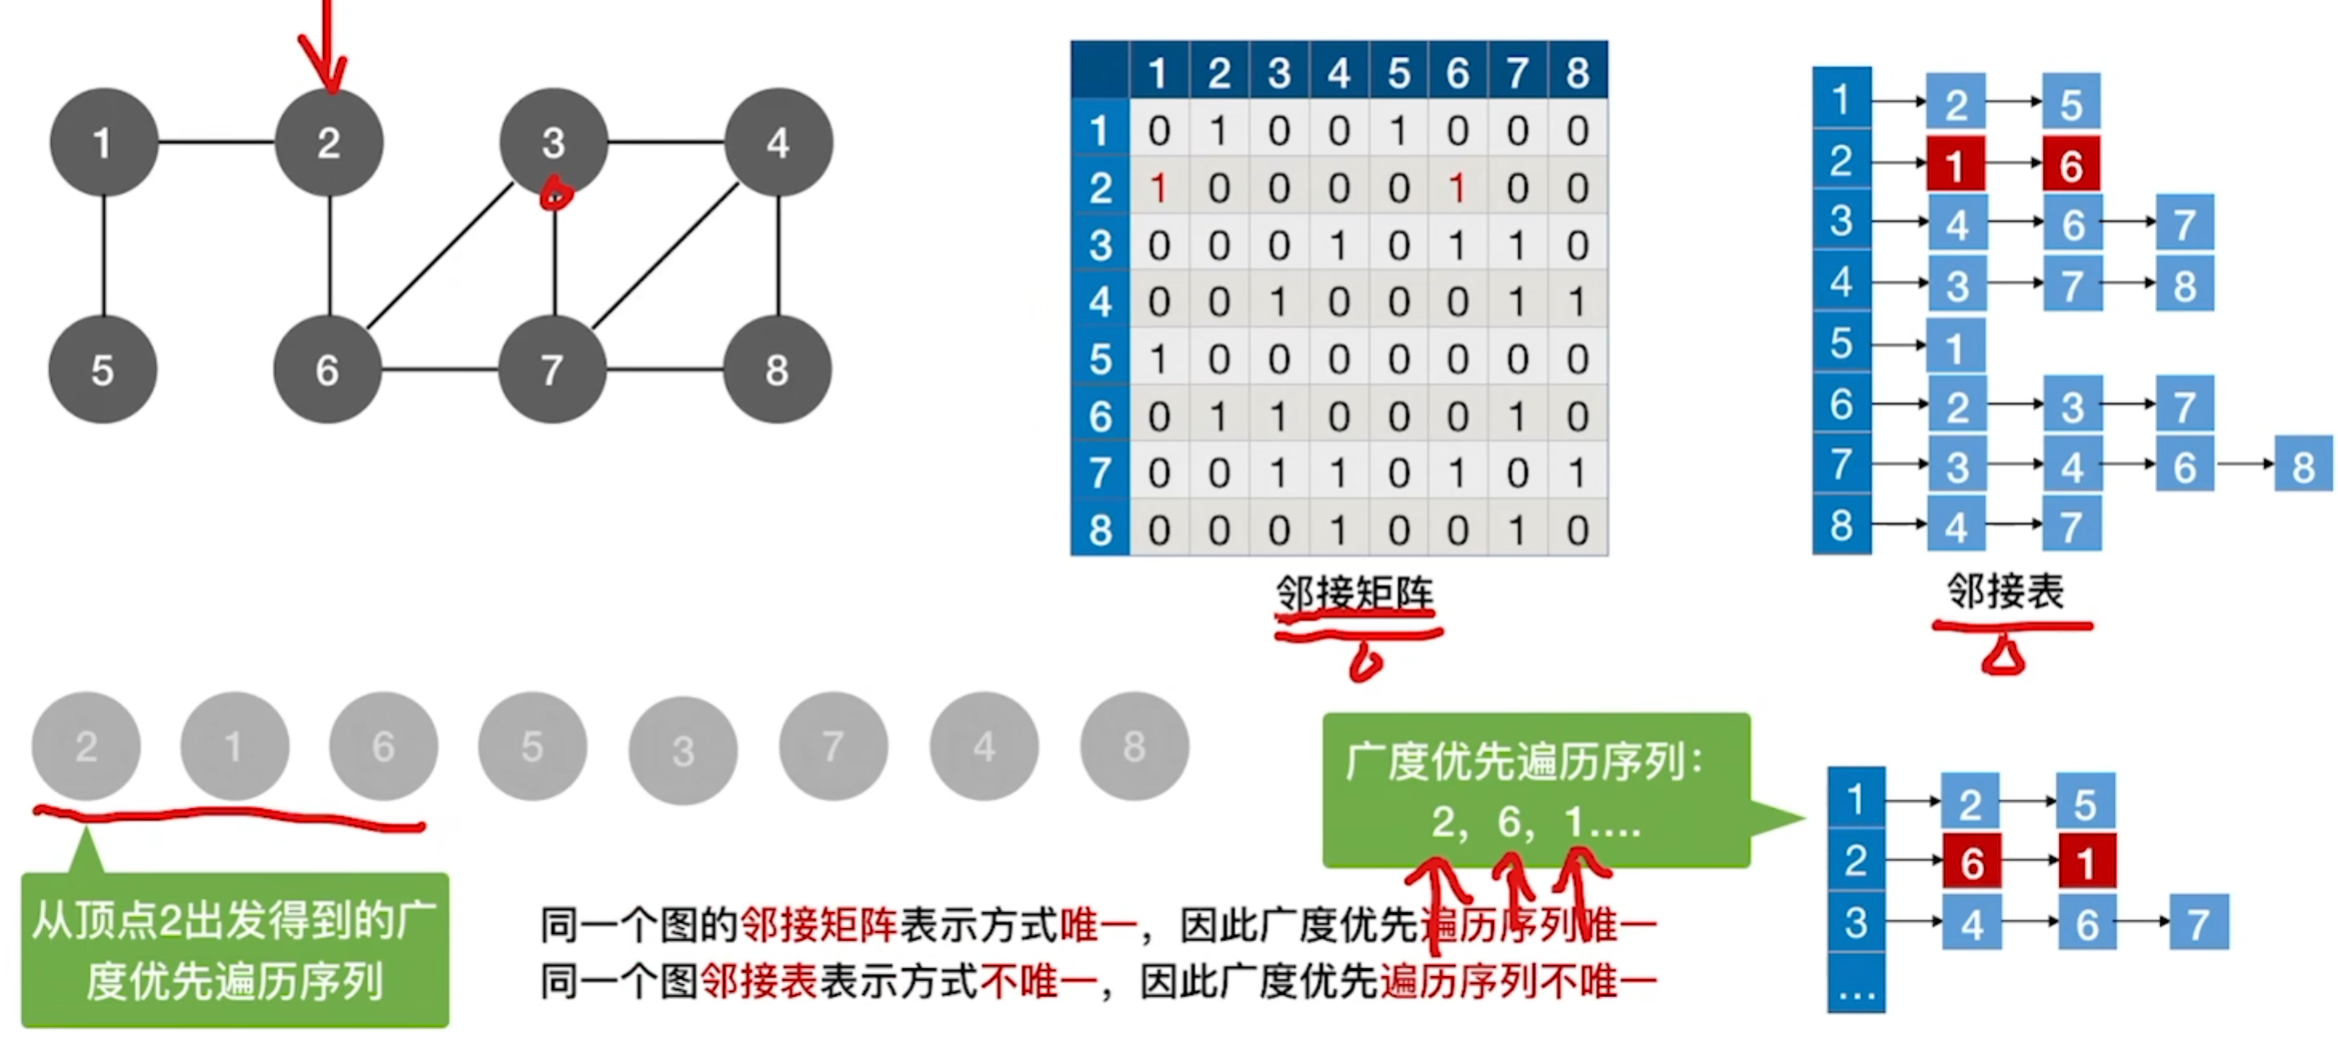 1 2 3 4
5 6 7 8
1 2 3 4 5 6 7 8
1 0 1 0 0 1 0 0 0
2 1 0 0 0 0 1 0 0
3 0 0 0 1 0 1 1 0
4 0 0 1 0 0 0 1 1
5 1 0 0 0 0 0 0 0
6 0 1 1 0 0 0 1 0
7 0 0 1 1 0 1 0 1
8 0 0 0 1 0 0 1 0
邻接矩阵
1 2 5
2 1 6
3 4 6 7
4 3 7 8
5 1
6 2 3 7
7 3 4 6 8
8 4 7
邻接表
2 1 6 5 3 7 4 8
从顶点2出发得到的广
度优先遍历序列
广度优先遍历序列：
2, 6, 1....
1 2 5
2 6 1
3 4 6 7
...
同一个图的邻接矩阵表示方式唯一，因此广度优先遍历序列唯一
同一个图邻接表表示方式不唯一，因此广度优先遍历序列不唯一